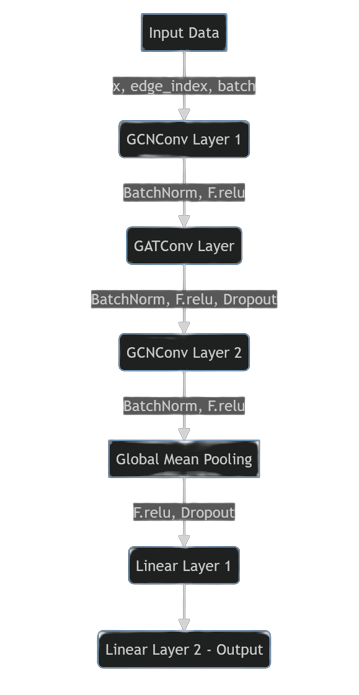 Input Data
x, edge_index, batch
GCNConv Layer 1
BatchNorm, F.relu
GATConv Layer
BatchNorm, F.relu, Dropout
GCNConv Layer 2
BatchNorm, F.relu
Global Mean Pooling
F.relu, Dropout
Linear Layer 1
Linear Layer 2 - Output